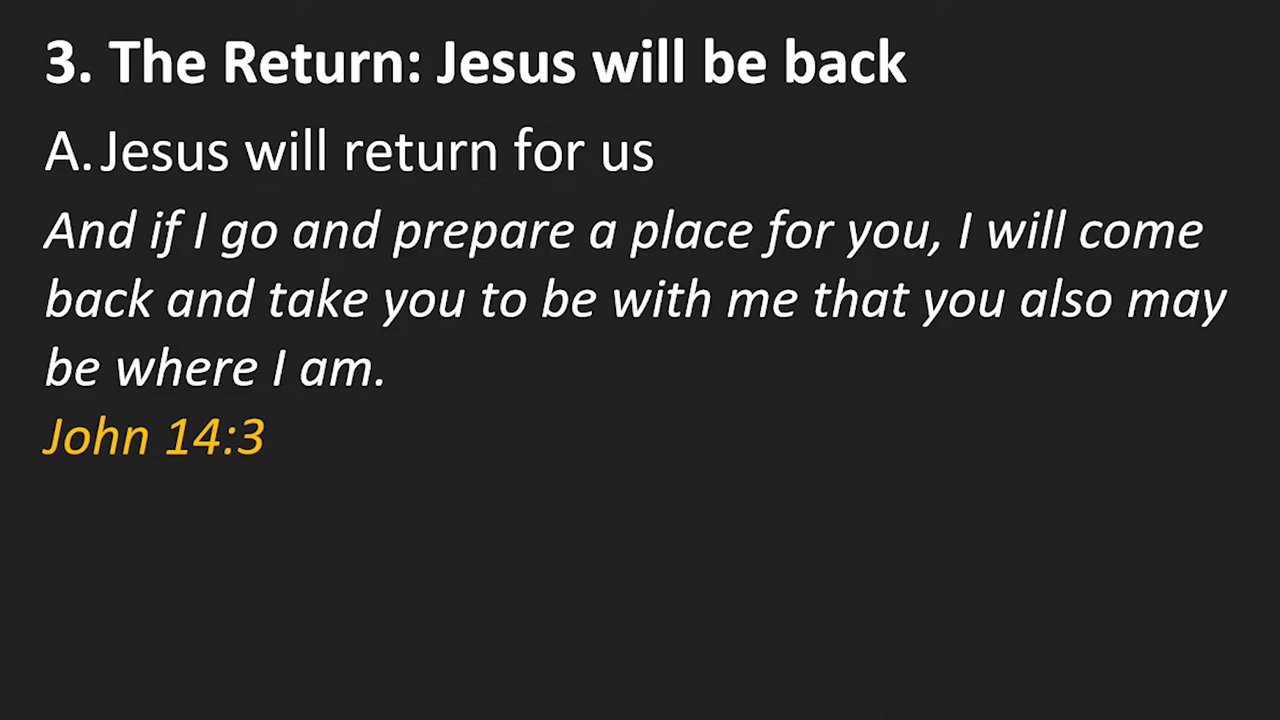 3. The Return: Jesus will be back
A. Jesus will return for us
And if I go and prepare a place for you, I will come
back and take you to be with me that you also may
be where I am.
John 14:3